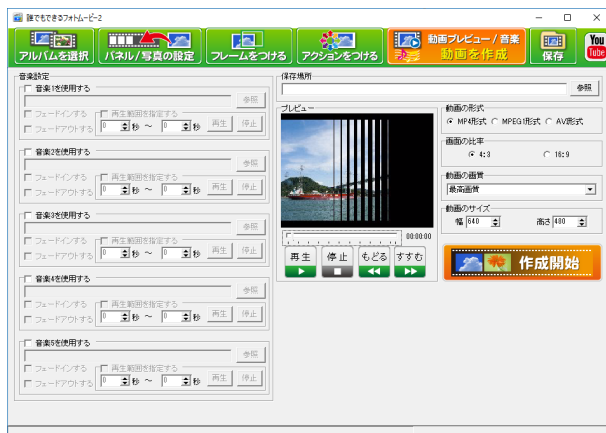 誰でもできるフォトムービー2
アルバムを選択
パネル/写真の設定
フレームをつける
アクションをつける
動画プレビュー / 音楽
動画を作成
保存
You
Tube
音楽設定
音楽1を使用する
参照
フェードインする
再生範囲を指定する
フェードアウトする 0 秒 ～ 0 秒 再生 停止
音楽2を使用する
参照
フェードインする
再生範囲を指定する
フェードアウトする 0 秒 ～ 0 秒 再生 停止
音楽3を使用する
参照
フェードインする
再生範囲を指定する
フェードアウトする 0 秒 ～ 0 秒 再生 停止
音楽4を使用する
参照
フェードインする
再生範囲を指定する
フェードアウトする 0 秒 ～ 0 秒 再生 停止
音楽5を使用する
参照
フェードインする
再生範囲を指定する
フェードアウトする 0 秒 ～ 0 秒 再生 停止
保存場所
参照
プレビュー
00:00:00
再生 停止 もどる すすむ
動画の形式
MP4形式 MPEG1形式 AVI形式
画面の比率
4:3 16:9
動画の画質
最高画質
動画のサイズ
幅 640 高さ 480
作成開始